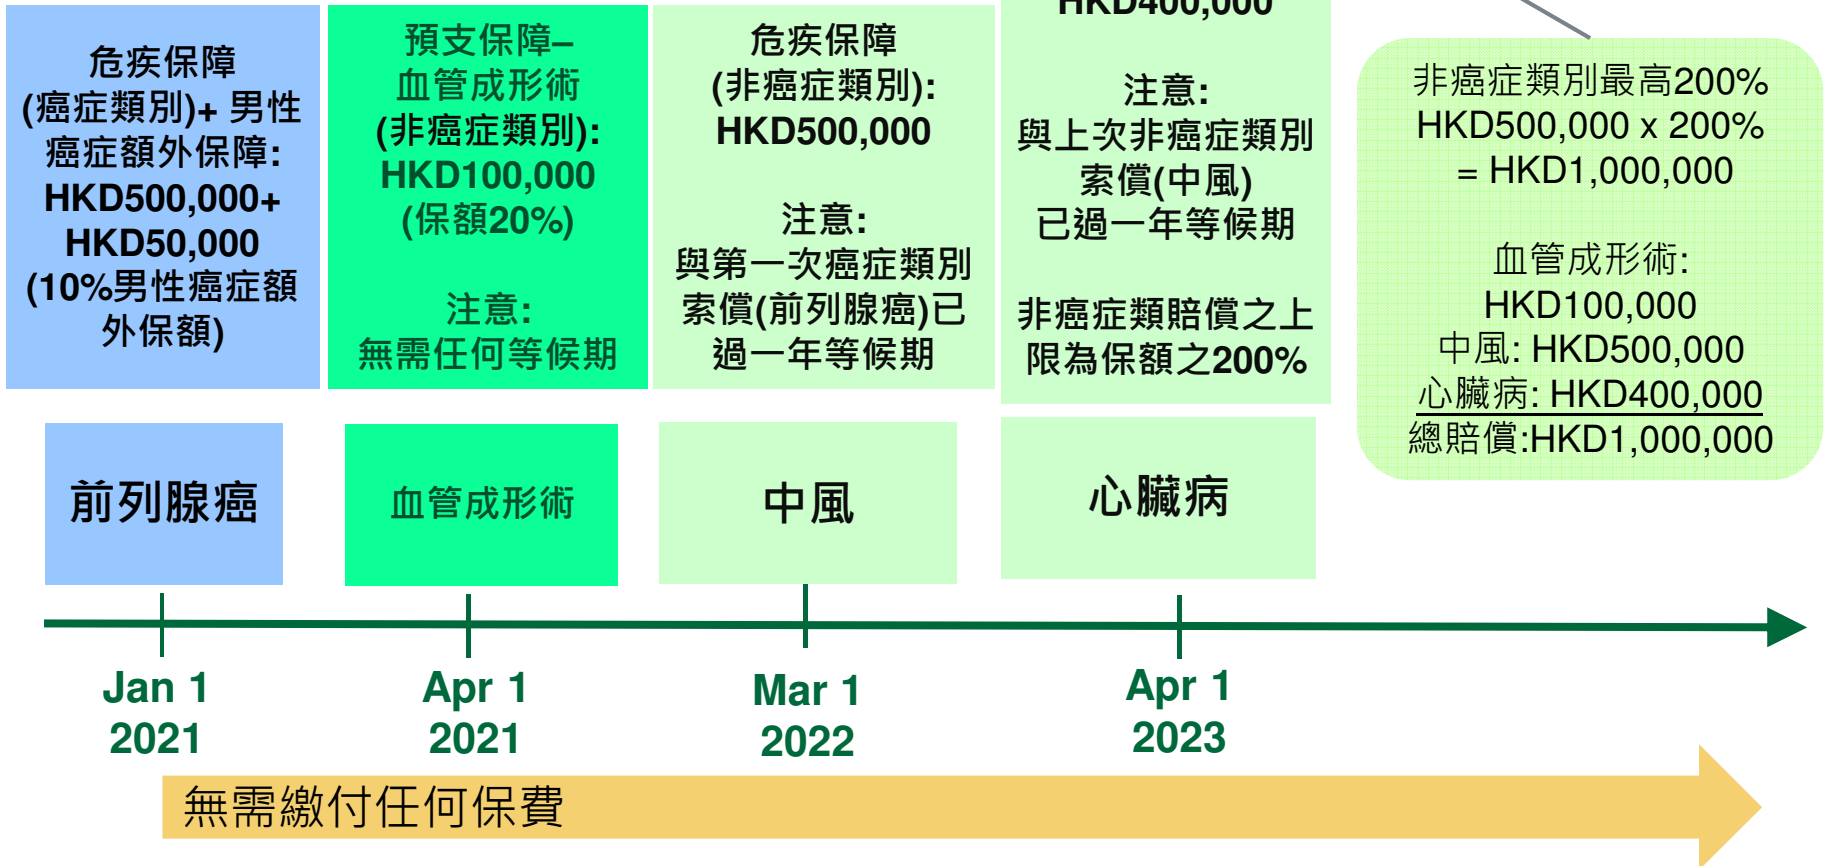 危疾保障
(癌症類別)+ 男性
癌症額外保障:
HKD500,000+
HKD50,000
(10%男性癌症額
外保額)
預支保障–
血管成形術
(非癌症類別):
HKD100,000
(保額20%)
注意:
無需任何等候期
危疾保障
(非癌症類別):
HKD500,000
注意:
與第一次癌症類別
索償(前列腺癌)已
過一年等候期
HKD400,000
注意:
與上次非癌症類別
索償(中風)
已過一年等候期
非癌症類賠償之上
限為保額之200%
非癌症類別最高200%
HKD500,000 x 200%
= HKD1,000,000
血管成形術:
HKD100,000
中風: HKD500,000
心臟病: HKD400,000
總賠償:HKD1,000,000
前列腺癌
血管成形術
中風
心臟病
Jan 1
2021
Apr 1
2021
Mar 1
2022
Apr 1
2023
無需繳付任何保費